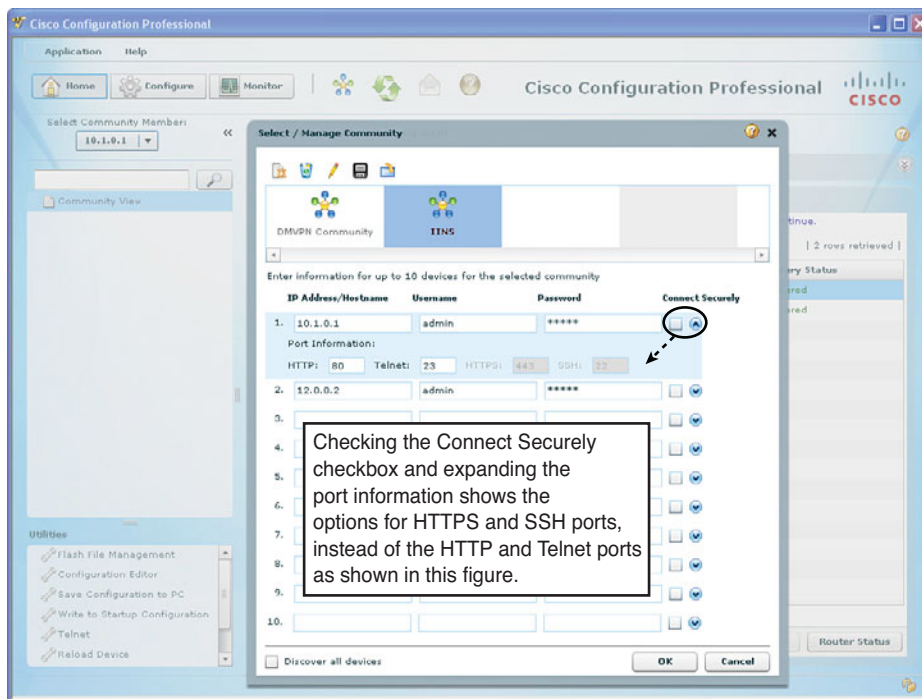 Cisco Configuration Professional
Application Help
Home Configure Monitor Cisco Configuration Professional CISCO
Select Community Member:
10.1.0.1
Community View
Select / Manage Community
DMVPN Community IINS
Enter information for up to 10 devices for the selected community
IP Address/Hostname Username Password Connect Securely
1. 10.1.0.1 admin *****
Port Information:
HTTP: 80 Telnet: 23 HTTPS: 443 SSH: 22
2. 12.0.0.2 admin *****
3.
4.
5.
6.
7.
8.
9.
10.
Checking the Connect Securely
checkbox and expanding the
port information shows the
options for HTTPS and SSH ports,
instead of the HTTP and Telnet ports
as shown in this figure.
Discover all devices OK Cancel
tinue.
| 2 rows retrieved |
ery Status
ered
ered
Router Status
Utilities
Flash File Management
Configuration Editor
Save Configuration to PC
Write to Startup Configuration
Telnet
Reload Device